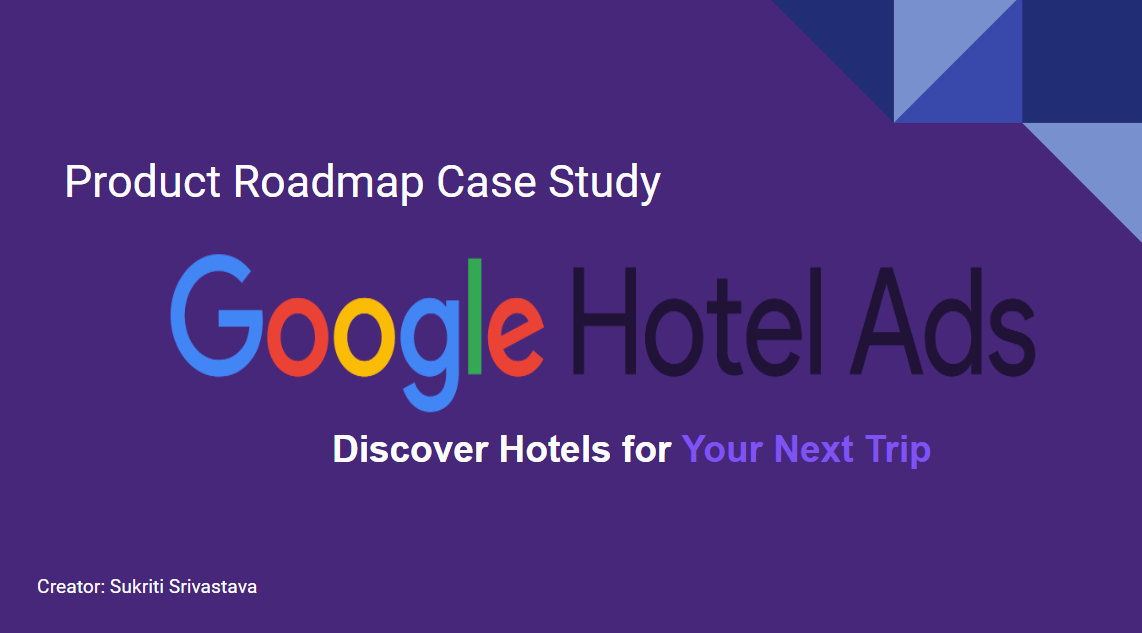 Product Roadmap Case Study
Google Hotel Ads
Discover Hotels for Your Next Trip
Creator: Sukriti Srivastava